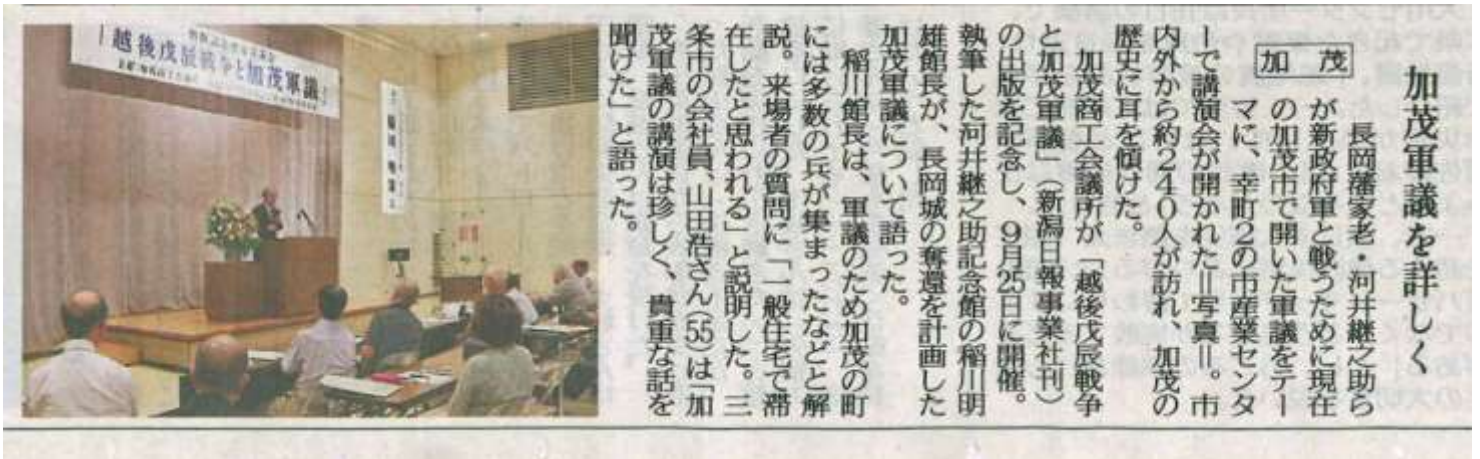 加茂軍議を詳しく
加茂
長岡藩家老・河井継之助ら
が新政府軍と戦うために現在
の加茂市で開いた軍議をテー
マに、幸町2の市産業センタ
ーで講演会が開かれた＝写真＝。市
内外から約240人が訪れ、加茂の
歴史に耳を傾けた。
加茂商工会議所が「越後戊辰戦争
と加茂軍議」（新潟日報事業社刊）
の出版を記念し、9月25日に開催。
執筆した河井継之助記念館の稲川明
雄館長が、長岡城の奪還を計画した
加茂軍議について語った。
稲川館長は、軍議のため加茂の町
には多数の兵が集まったなどと解
説。来場者の質問に「一般住宅で滞
在したと思われる」と説明した。三
条市の会社員、山田浩さん(55)は「加
茂軍議の講演は珍しく、貴重な話を
聞けた」と語った。
「越後戊辰戦争と加茂軍議」